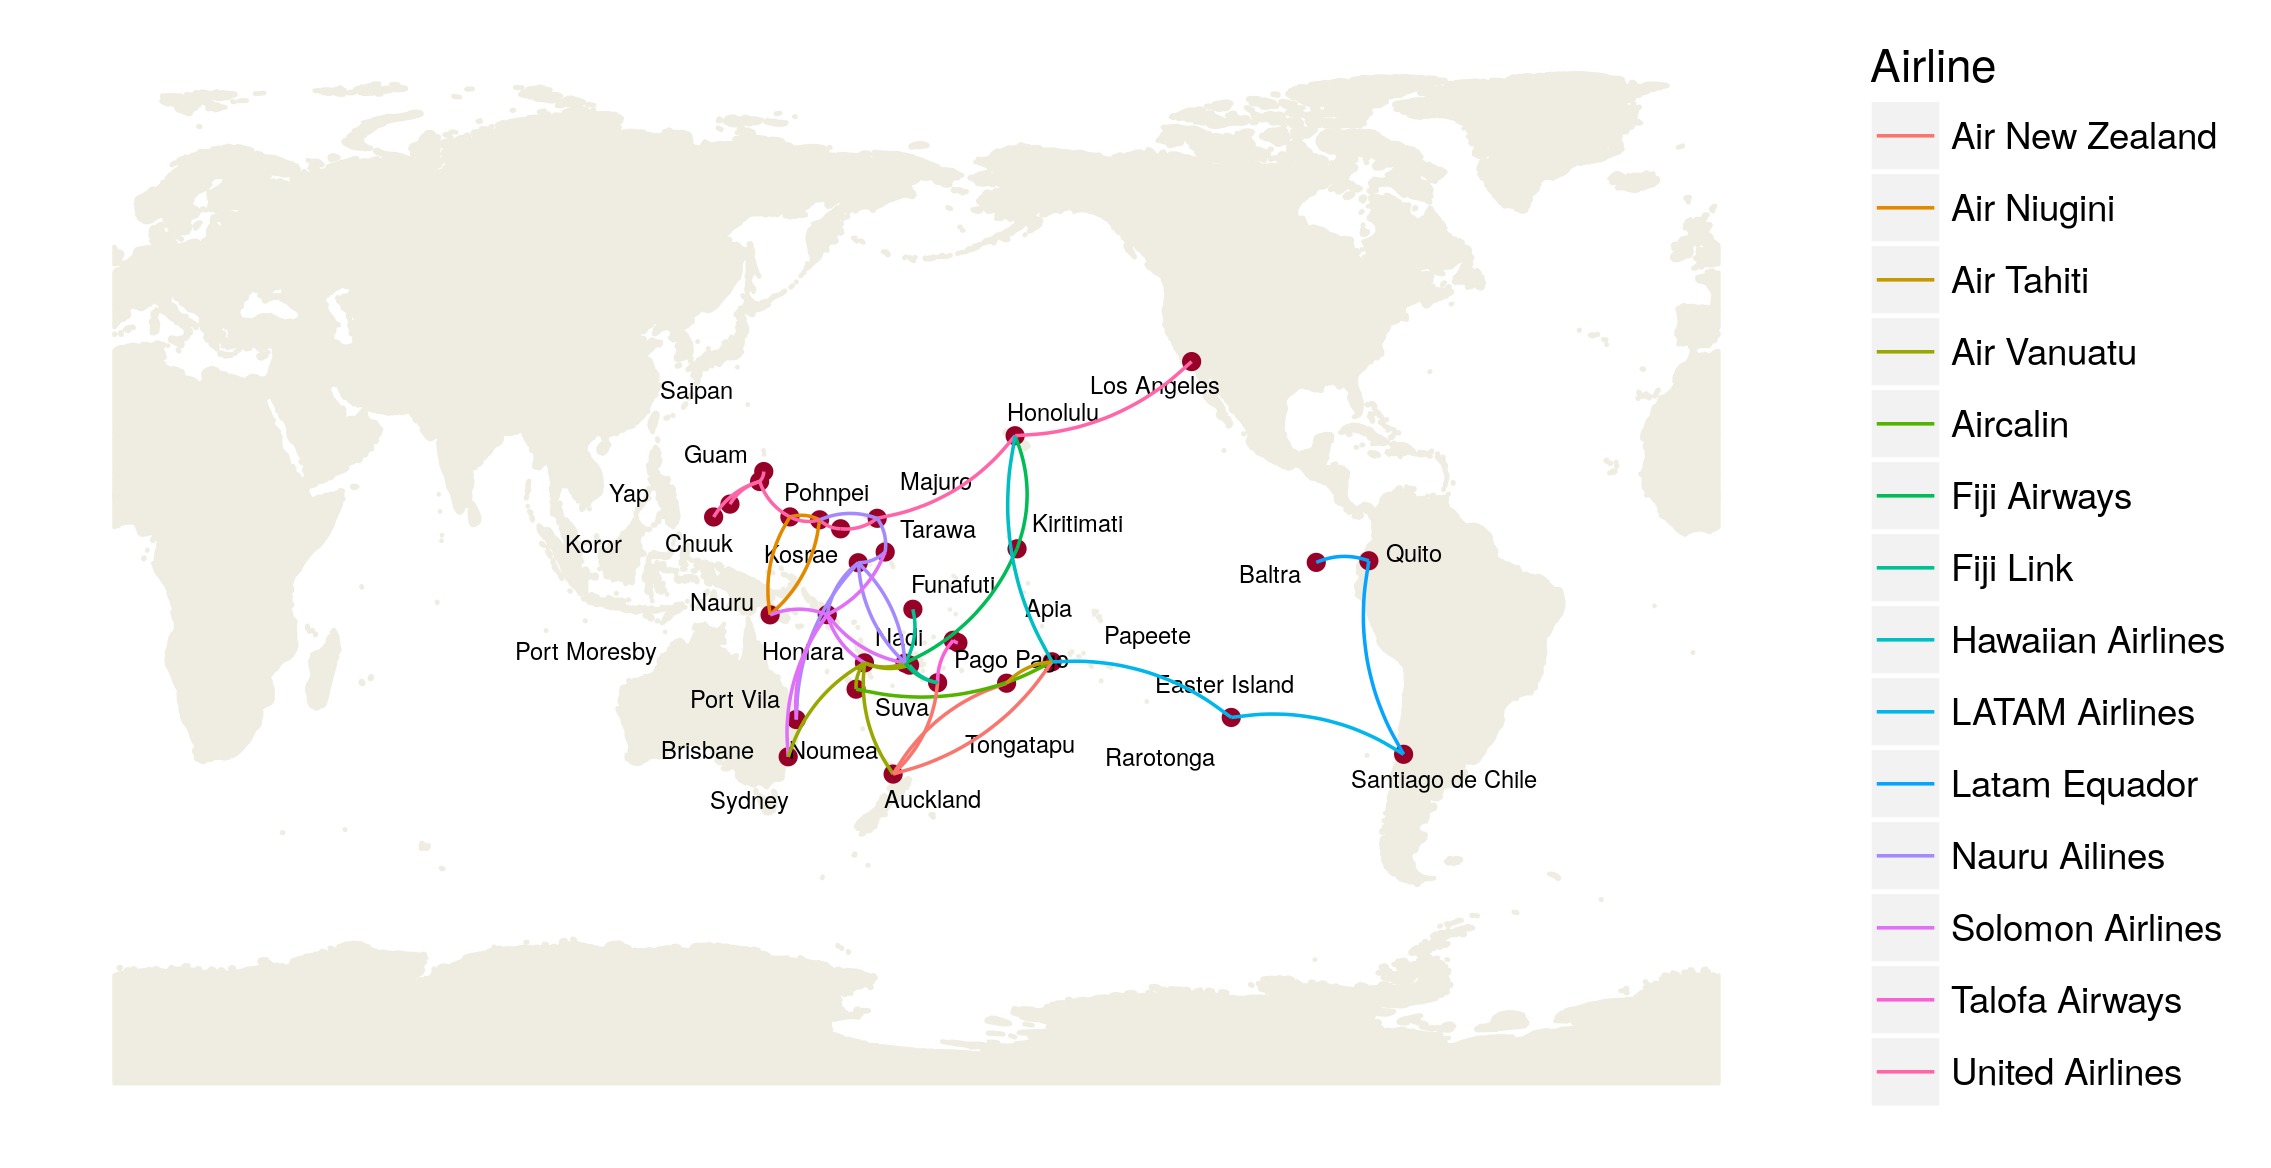 Airline
Air New Zealand
Air Niugini
Air Tahiti
Air Vanuatu
Aircalin
Fiji Airways
Fiji Link
Hawaiian Airlines
LATAM Airlines
Latam Equador
Nauru Ailines
Solomon Airlines
Talofa Airways
United Airlines
Saipan
Los Angeles
Honolulu
Guam
Majuro
Yap
Pohnpei
Kiritimati
Tarawa
Koror
Chuuk
Kosrae
Quito
Baltra
Funafuti
Nauru
Apia
Nadi
Papeete
Port Moresby
Honiara
Pago Pago
Easter Island
Port Vila
Suva
Brisbane
Noumea
Tongatapu
Rarotonga
Santiago de Chile
Sydney
Auckland